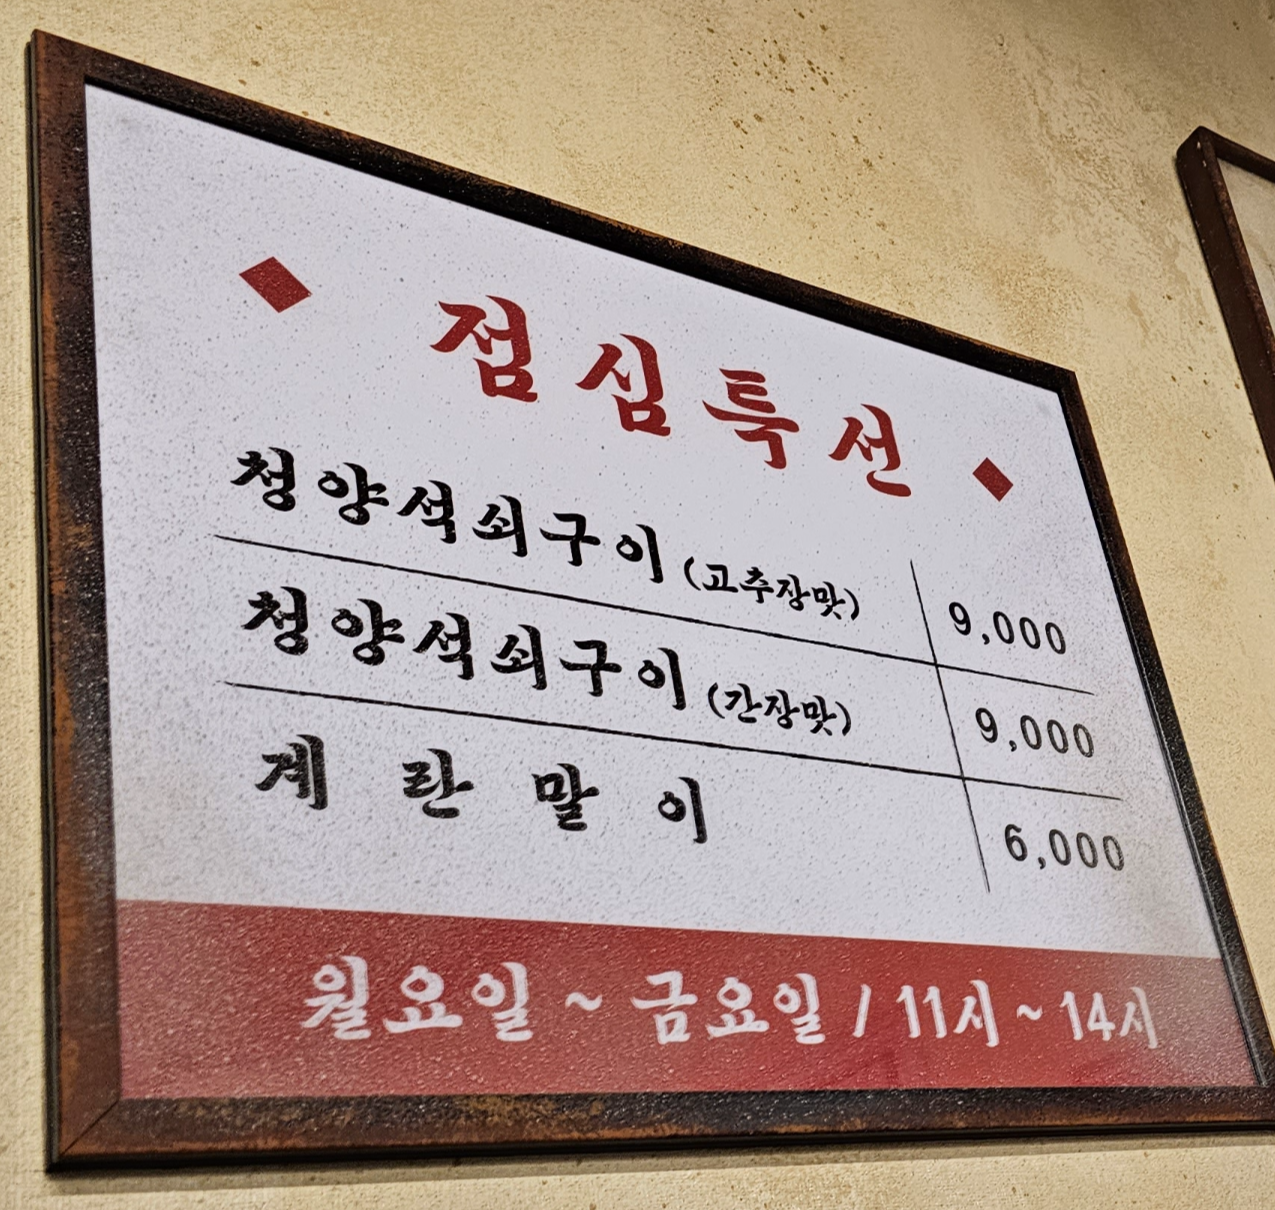 점심특선
청양석쇠구이 (고추장맛) 9,000
청양석쇠구이 (간장맛) 9,000
계란말이 6,000
월요일 ~ 금요일 / 11시 ~ 14시